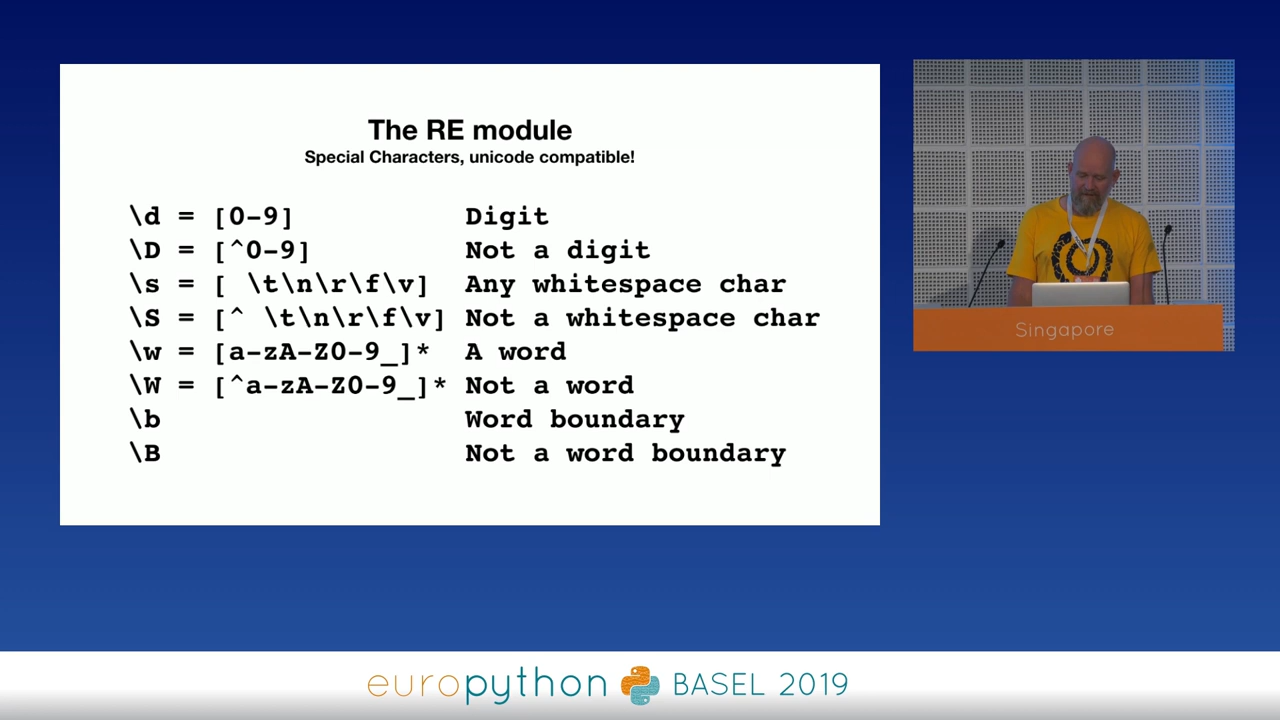 The RE module
Special Characters, unicode compatible!
\d = [0-9] Digit
\D = [^0-9] Not a digit
\s = [ \t\n\r\f\v] Any whitespace char
\S = [^ \t\n\r\f\v] Not a whitespace char
\w = [a-zA-Z0-9_]* A word
\W = [^a-zA-Z0-9_]* Not a word
\b Word boundary
\B Not a word boundary
Singapore
europython BASEL 2019